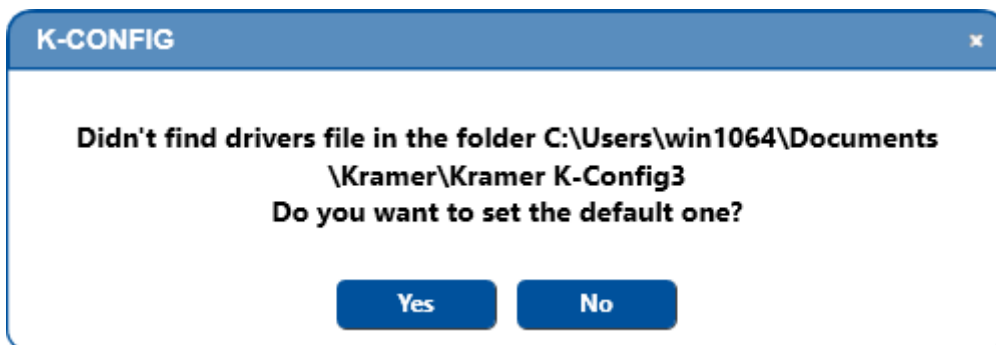 K-CONFIG
Didn't find drivers file in the folder C:\Users\win1064\Documents
\Kramer\Kramer K-Config3
Do you want to set the default one?
Yes No